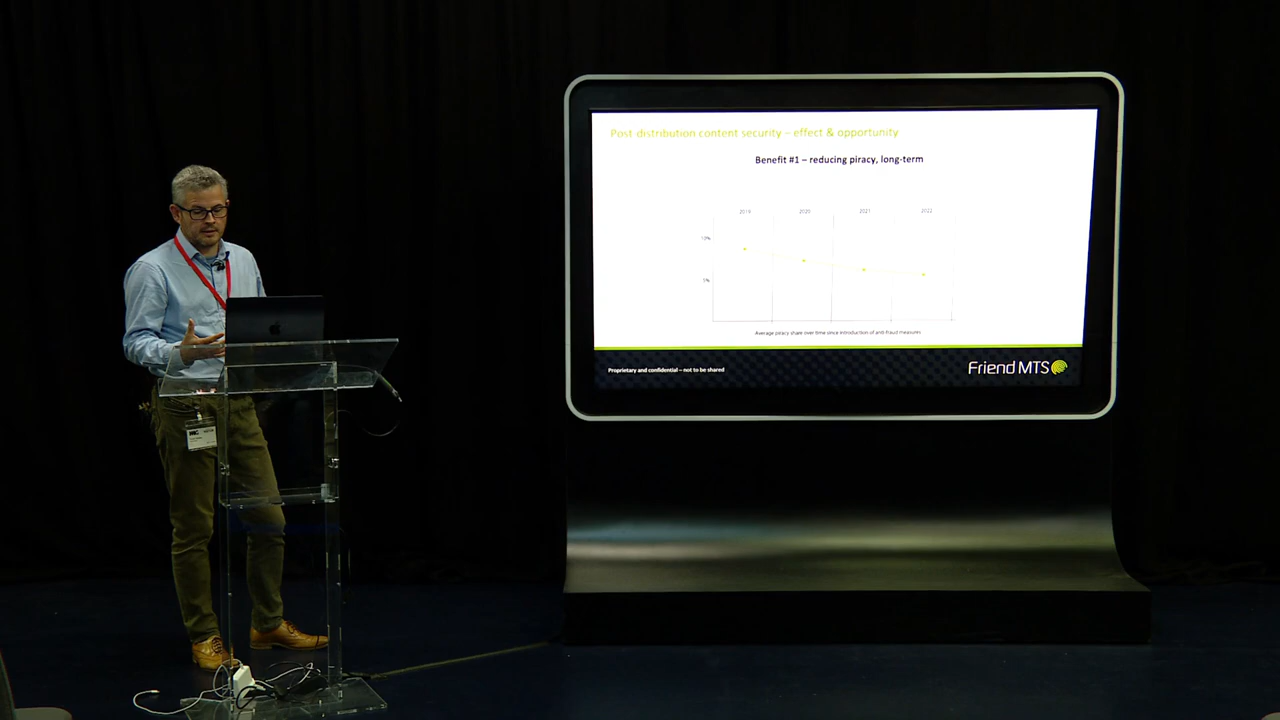 Post-distribution content security – effect & opportunity
Benefit #1 – reducing piracy, long-term
2019 2020 2021 2022
10%
5%
Average piracy share over time since introduction of anti-fraud measures
Proprietary and confidential – not to be shared
Friend MTS